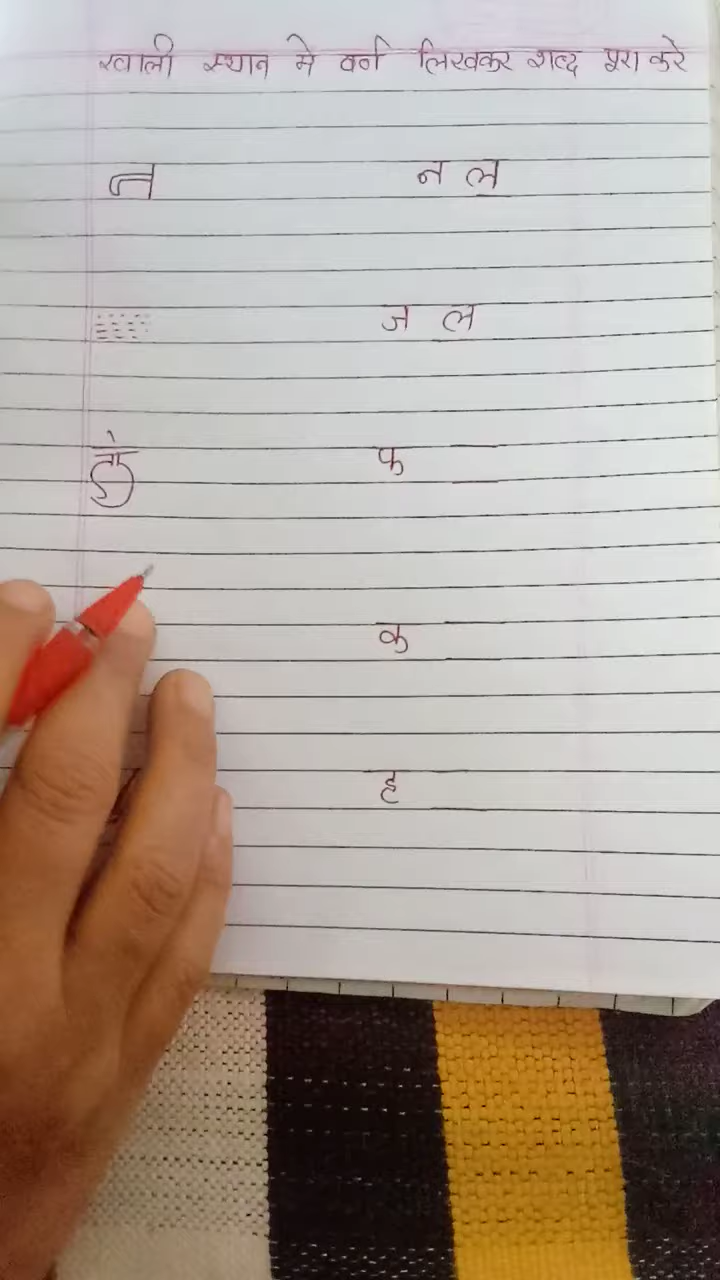 खाली स्थान मे वर्ण लिखकर शब्द पूरा करे
न ल
ज ल
फ
क
ह